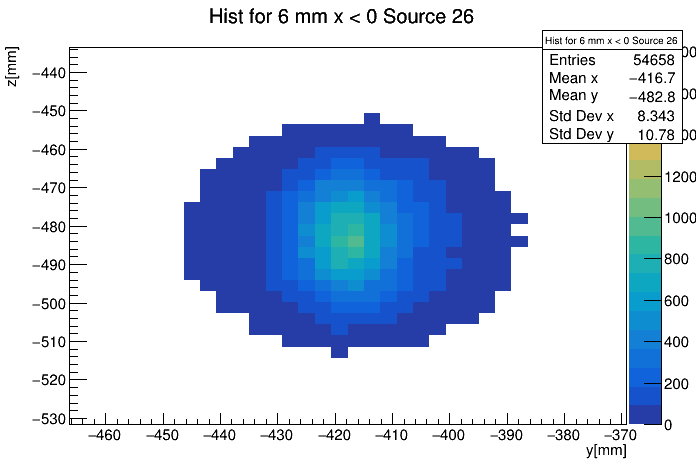 Hist for 6 mm x < 0 Source 26
z[mm]
Hist for 6 mm x < 0 Source 26
Entries 54658
Mean x −416.7
Mean y −482.8
Std Dev x 8.343
Std Dev y 10.78
−440
−450
−460
−470
−480
−490
−500
−510
−520
−530
1200
1000
800
600
400
200
0
−460 −450 −440 −430 −420 −410 −400 −390 −380 −370
y[mm]